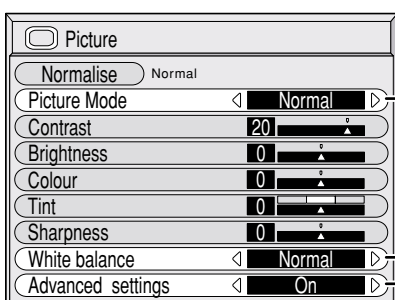 Picture
Normalise Normal
Picture Mode Normal
Contrast 20
Brightness 0
Colour 0
Tint 0
Sharpness 0
White balance Normal
Advanced settings On